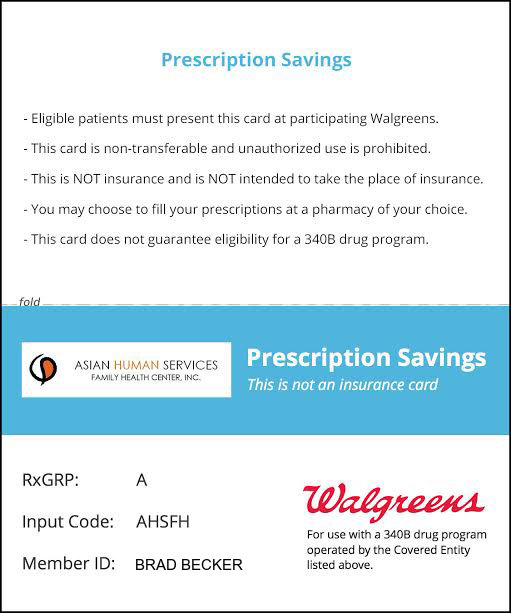 Prescription Savings
- Eligible patients must present this card at participating Walgreens.
- This card is non-transferable and unauthorized use is prohibited.
- This is NOT insurance and is NOT intended to take the place of insurance.
- You may choose to fill your prescriptions at a pharmacy of your choice.
- This card does not guarantee eligibility for a 340B drug program.
fold
ASIAN HUMAN SERVICES
FAMILY HEALTH CENTER, INC.
Prescription Savings
This is not an insurance card
RxGRP: A
Input Code: AHSFH
Member ID: BRAD BECKER
Walgreens
For use with a 340B drug program
operated by the Covered Entity
listed above.